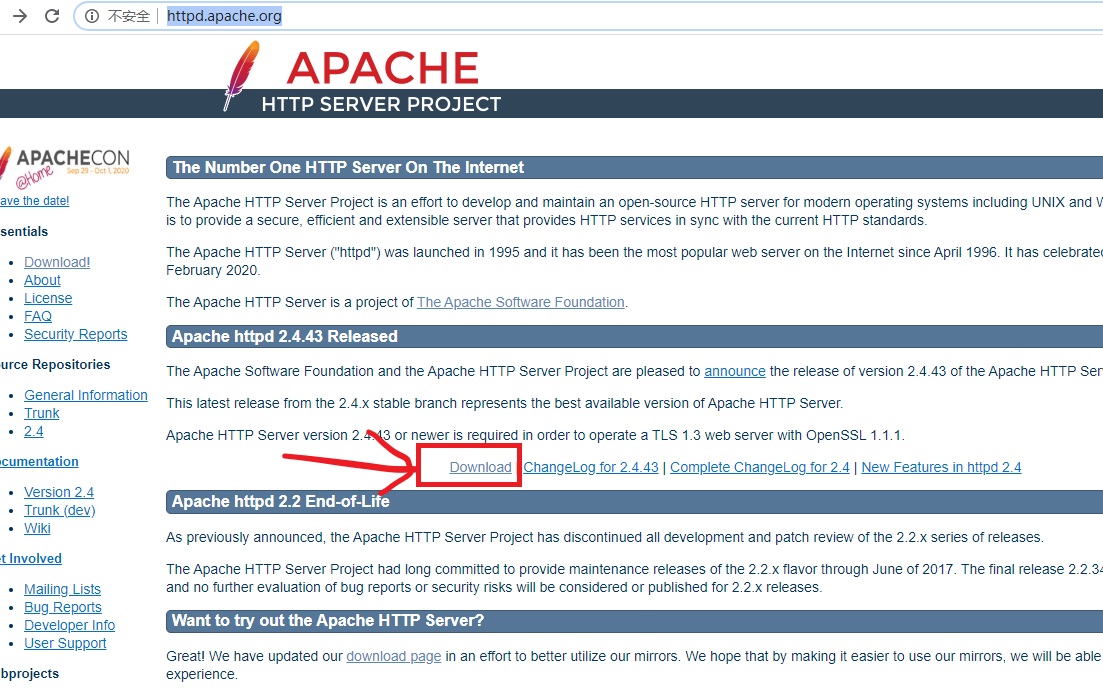 不安全 httpd.apache.org
APACHE
HTTP SERVER PROJECT
APACHECON
@Home
Sep 29 - Oct 1, 2020
ave the date!
sentials
Download!
About
License
FAQ
Security Reports
urce Repositories
General Information
Trunk
2.4
ocumentation
Version 2.4
Trunk (dev)
Wiki
t Involved
Mailing Lists
Bug Reports
Developer Info
User Support
bprojects
The Number One HTTP Server On The Internet
The Apache HTTP Server Project is an effort to develop and maintain an open-source HTTP server for modern operating systems including UNIX and W
is to provide a secure, efficient and extensible server that provides HTTP services in sync with the current HTTP standards.
The Apache HTTP Server ("httpd") was launched in 1995 and it has been the most popular web server on the Internet since April 1996. It has celebrated
February 2020.
The Apache HTTP Server is a project of The Apache Software Foundation.
Apache httpd 2.4.43 Released
The Apache Software Foundation and the Apache HTTP Server Project are pleased to announce the release of version 2.4.43 of the Apache HTTP Ser
This latest release from the 2.4.x stable branch represents the best available version of Apache HTTP Server.
Apache HTTP Server version 2.4.43 or newer is required in order to operate a TLS 1.3 web server with OpenSSL 1.1.1.
Download ChangeLog for 2.4.43 | Complete ChangeLog for 2.4 | New Features in httpd 2.4
Apache httpd 2.2 End-of-Life
As previously announced, the Apache HTTP Server Project has discontinued all development and patch review of the 2.2.x series of releases.
The Apache HTTP Server Project had long committed to provide maintenance releases of the 2.2.x flavor through June of 2017. The final release 2.2.34
and no further evaluation of bug reports or security risks will be considered or published for 2.2.x releases.
Want to try out the Apache HTTP Server?
Great! We have updated our download page in an effort to better utilize our mirrors. We hope that by making it easier to use our mirrors, we will be able
experience.